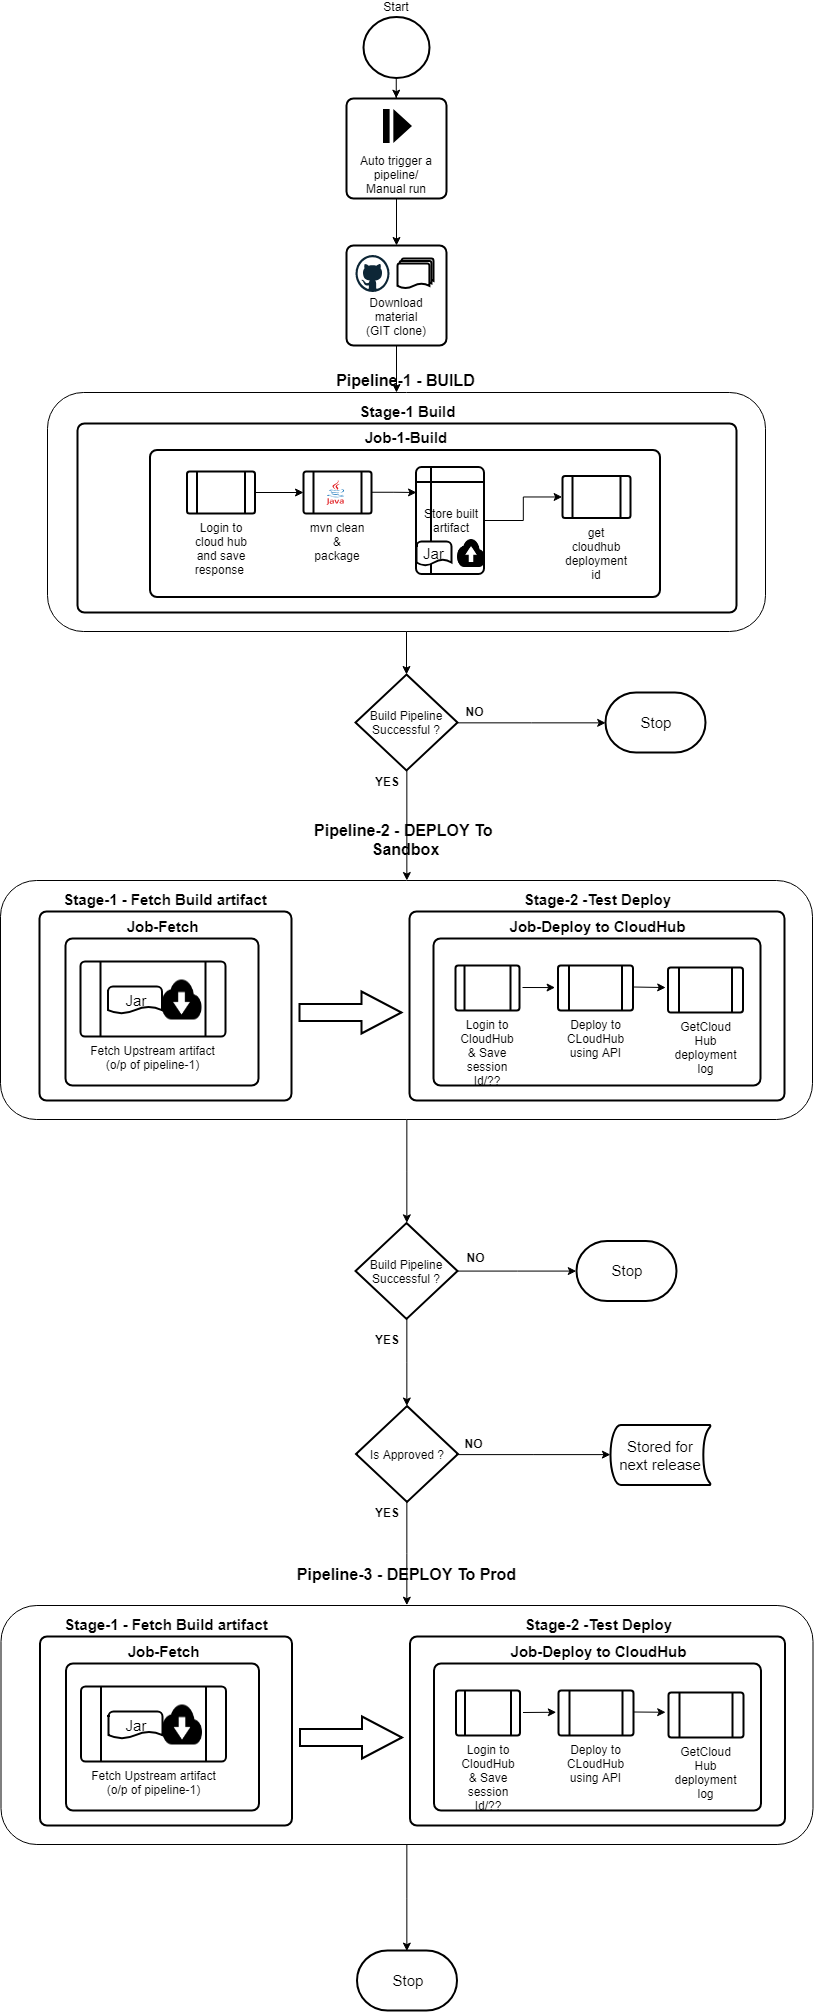 Start
Auto trigger a
pipeline/
Manual run
Download
material
(GIT clone)
Pipeline-1 - BUILD
Stage-1 Build
Job-1-Build
Java
Login to
cloud hub
and save
response
mvn clean
&
package
Store built
artifact
Jar
get
cloudhub
deployment
id
Build Pipeline
Successful ?
NO
Stop
YES
Pipeline-2 - DEPLOY To
Sandbox
Stage-1 - Fetch Build artifact
Job-Fetch
Jar
Fetch Upstream artifact
(o/p of pipeline-1)
Stage-2 -Test Deploy
Job-Deploy to CloudHub
Login to
CloudHub
& Save
session
Id/??
Deploy to
CLoudHub
using API
GetCloud
Hub
deployment
log
Build Pipeline
Successful ?
NO
Stop
YES
Is Approved ?
NO
Stored for
next release
YES
Pipeline-3 - DEPLOY To Prod
Stage-1 - Fetch Build artifact
Job-Fetch
Jar
Fetch Upstream artifact
(o/p of pipeline-1)
Stage-2 -Test Deploy
Job-Deploy to CloudHub
Login to
CloudHub
& Save
session
Id/??
Deploy to
CLoudHub
using API
GetCloud
Hub
deployment
log
Stop